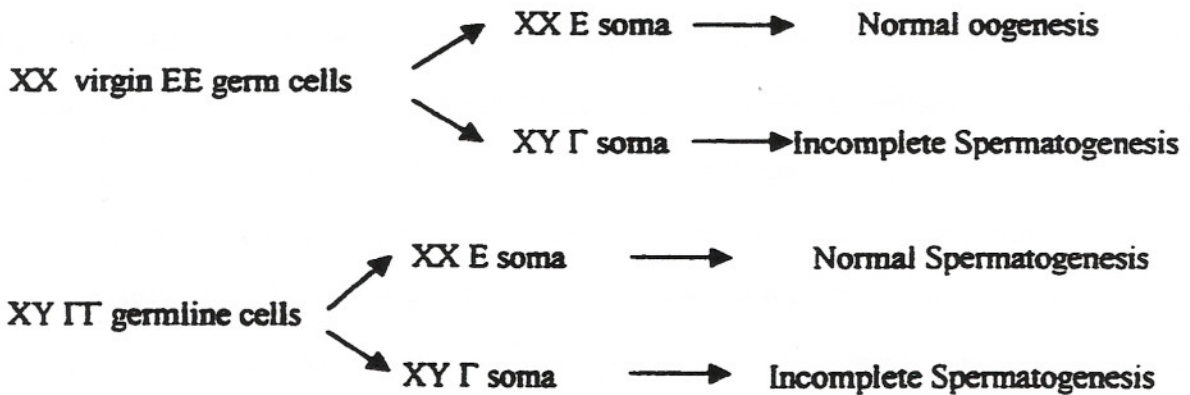 XX E soma Normal oogenesis
XX virgin EE germ cells
XY Γ soma Incomplete Spermatogenesis
XX E soma Normal Spermatogenesis
XY ΓΓ germline cells
XY Γ soma Incomplete Spermatogenesis